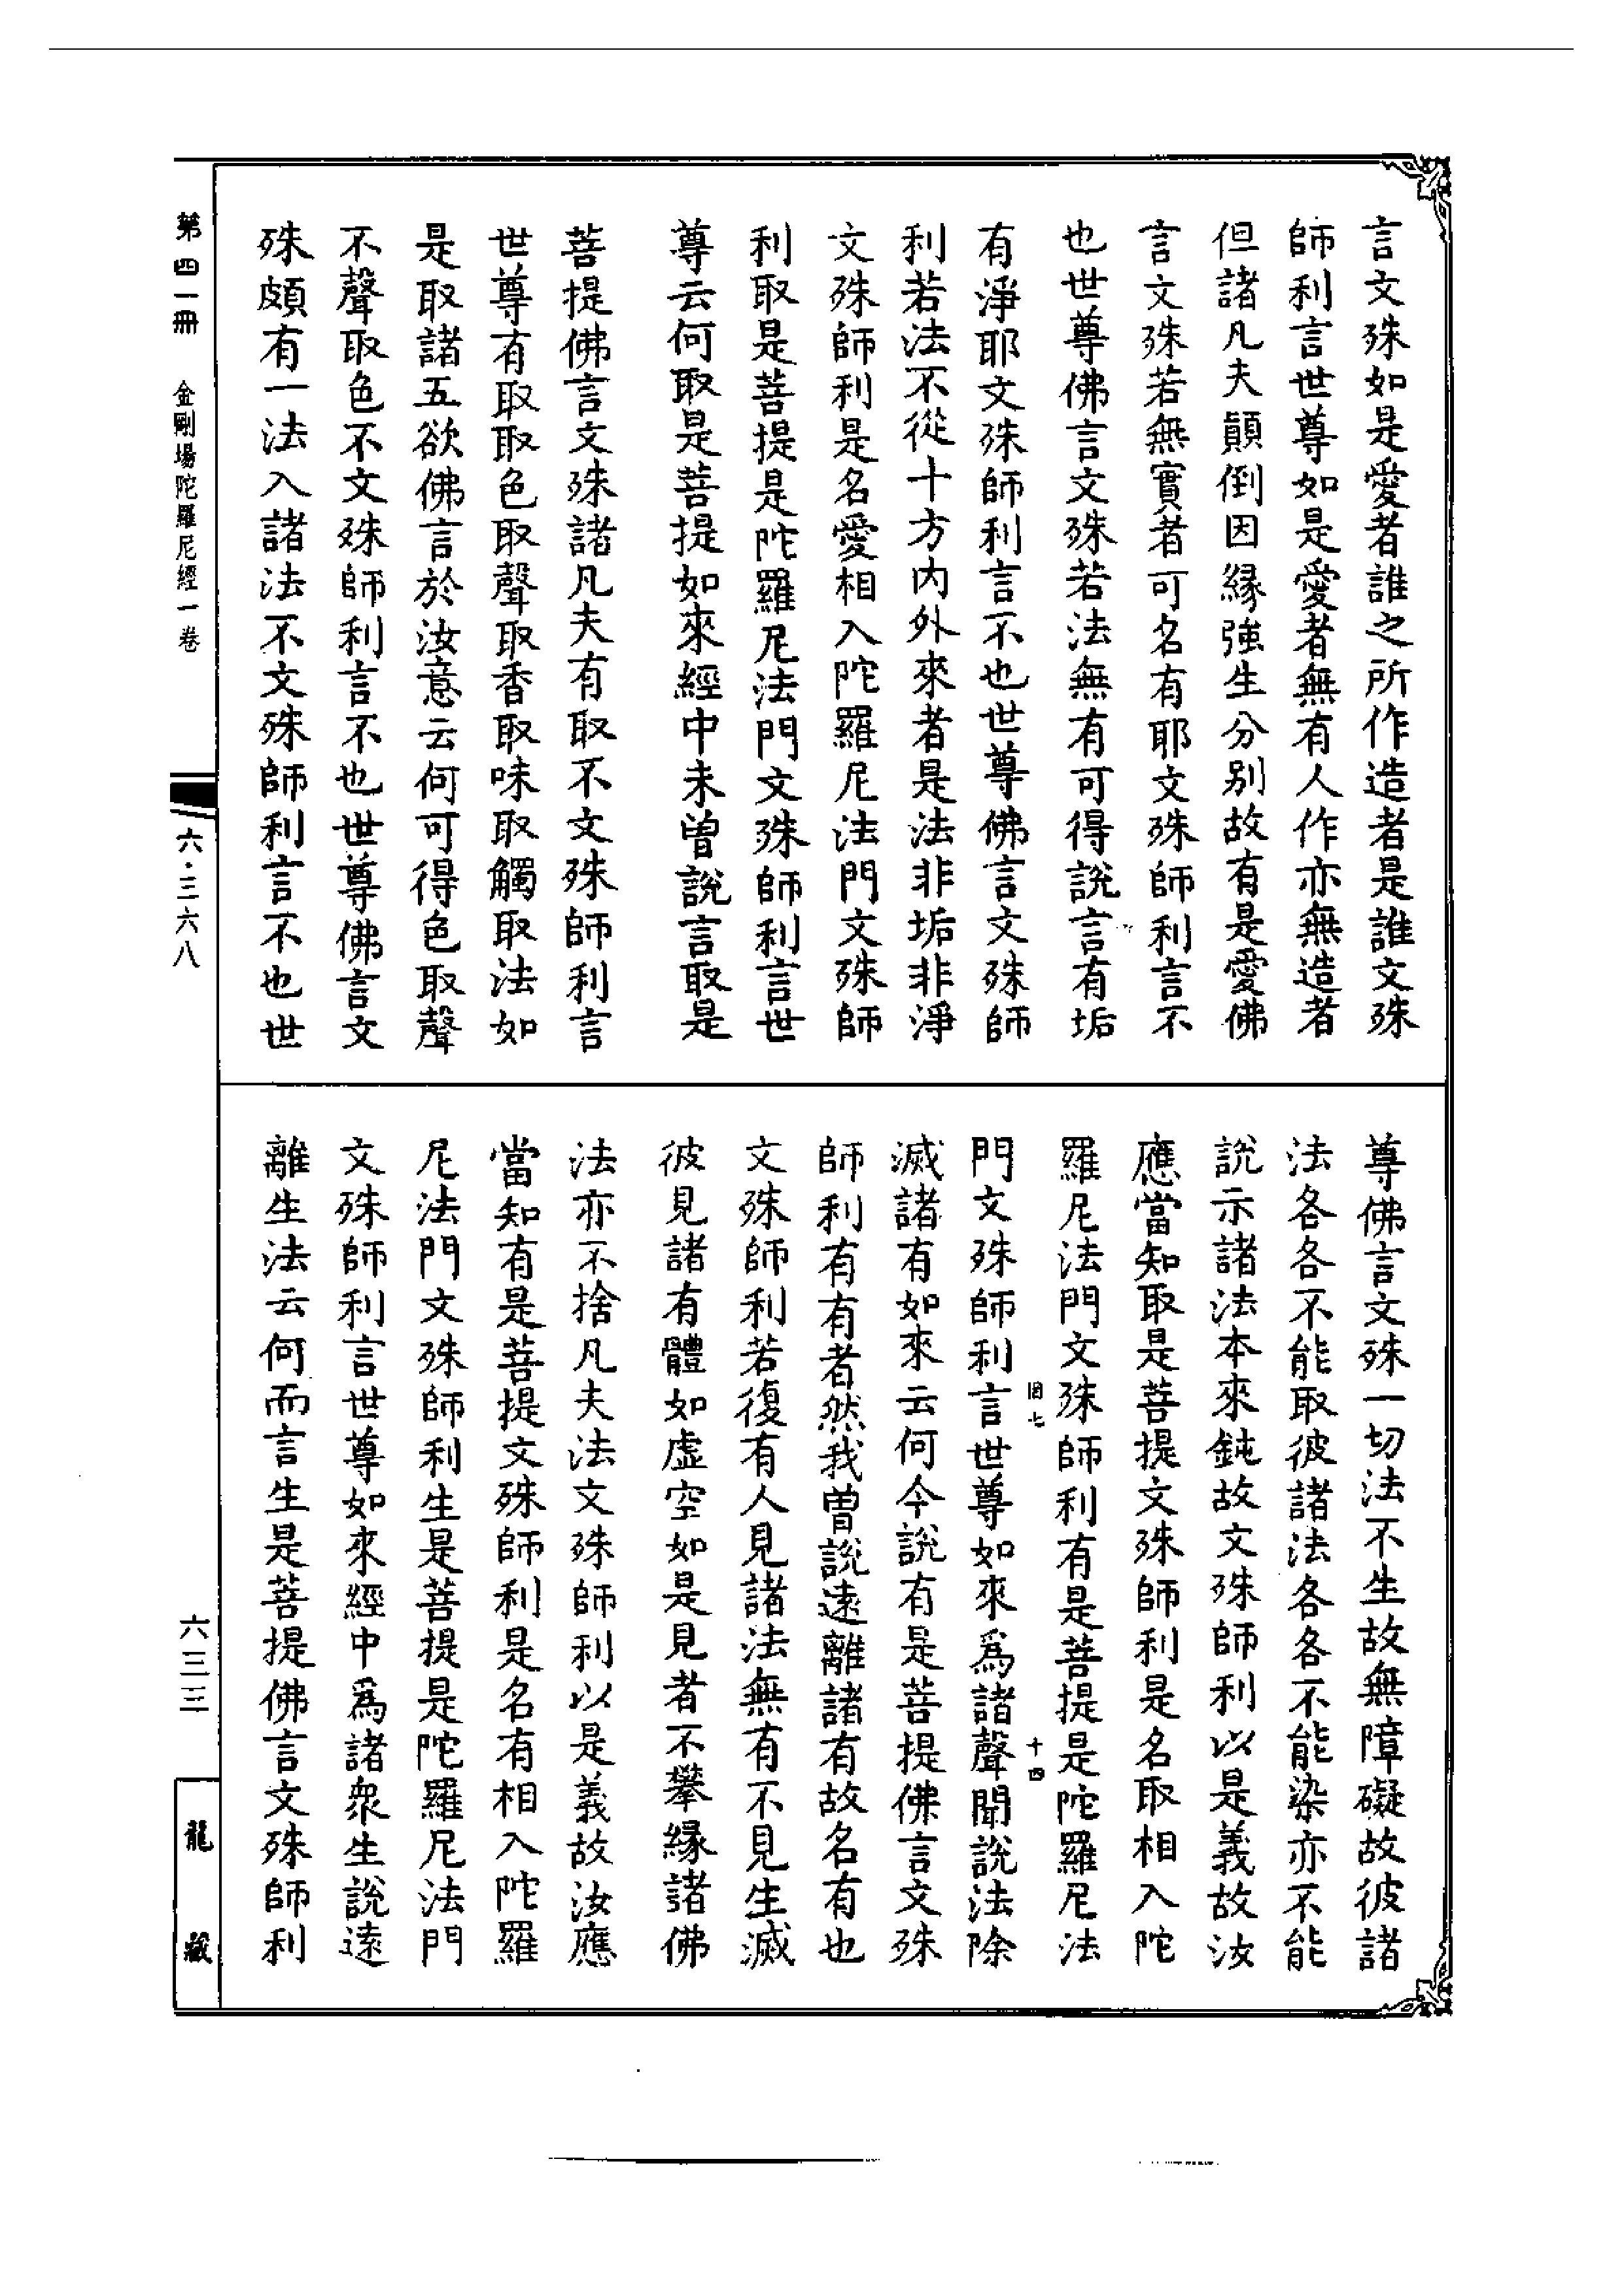 言文殊如是愛者誰之所作造者是誰文殊
師利言世尊如是愛者無有人作亦無造者
但諸凡夫顛倒因緣強生分別故有是愛佛
言文殊若無實者可名有耶文殊師利言不
也世尊佛言文殊若法無有可得說言有垢
有淨耶文殊師利言不也世尊佛言文殊師
利若法不從十方內外來者是法非垢非淨
文殊師利是名愛相入陀羅尼法門文殊師
利取是菩提是陀羅尼法門文殊師利言世
尊云何取是菩提如來經中未曾說言取是
菩提佛言文殊諸凡夫有取不文殊師利言
世尊有取取色取聲取香取味取觸取法如
是取諸五欲佛言於汝意云何可得色取聲
不聲取色不文殊師利言不也世尊佛言文
殊頗有一法入諸法不文殊師利言不也世
尊佛言文殊一切法不生故無障礙故彼諸
法各各不能取彼諸法各各不能染亦不能
說示諸法本來鈍故文殊師利以是義故汝
應當知取是菩提文殊師利是名取相入陀
羅尼法門文殊師利有是菩提是陀羅尼法
門文殊師利言世尊如來爲諸聲聞說法除
滅諸有如來云何今說有是菩提佛言文殊
師利有有者然我曾說遠離諸有故名有也
文殊師利若復有人見諸法無有不見生滅
彼見諸有體如虛空如是見者不攀緣諸佛
法亦不捨凡夫法文殊師利以是義故汝應
當知有是菩提文殊師利是名有相入陀羅
尼法門文殊師利生是菩提是陀羅尼法門
文殊師利言世尊如來經中爲諸衆生說遠
離生法云何而言生是菩提佛言文殊師利
十四
第四一冊 金剛場陀羅尼經一卷
六·三六八
六三三
龍藏